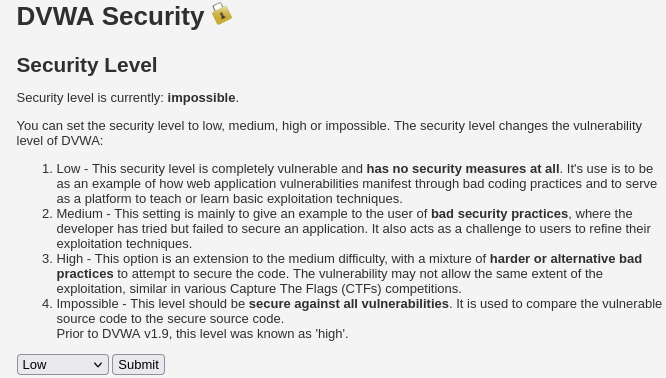 DVWA Security
Security Level
Security level is currently: impossible.
You can set the security level to low, medium, high or impossible. The security level changes the vulnerability
level of DVWA:
1. Low - This security level is completely vulnerable and has no security measures at all. It's use is to be
as an example of how web application vulnerabilities manifest through bad coding practices and to serve
as a platform to teach or learn basic exploitation techniques.
2. Medium - This setting is mainly to give an example to the user of bad security practices, where the
developer has tried but failed to secure an application. It also acts as a challenge to users to refine their
exploitation techniques.
3. High - This option is an extension to the medium difficulty, with a mixture of harder or alternative bad
practices to attempt to secure the code. The vulnerability may not allow the same extent of the
exploitation, similar in various Capture The Flags (CTFs) competitions.
4. Impossible - This level should be secure against all vulnerabilities. It is used to compare the vulnerable
source code to the secure source code.
Prior to DVWA v1.9, this level was known as 'high'.
Low Submit